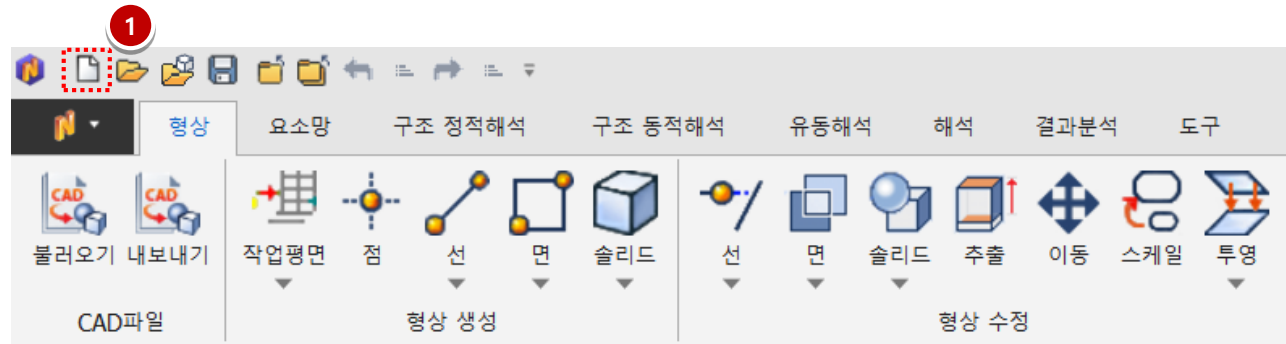 1
형상 요소망 구조 정적해석 구조 동적해석 유동해석 해석 결과분석 도구
CAD CAD
불러오기 내보내기 작업평면 점 선 면 솔리드 선 면 솔리드 추출 이동 스케일 투영
CAD파일 형상 생성 형상 수정